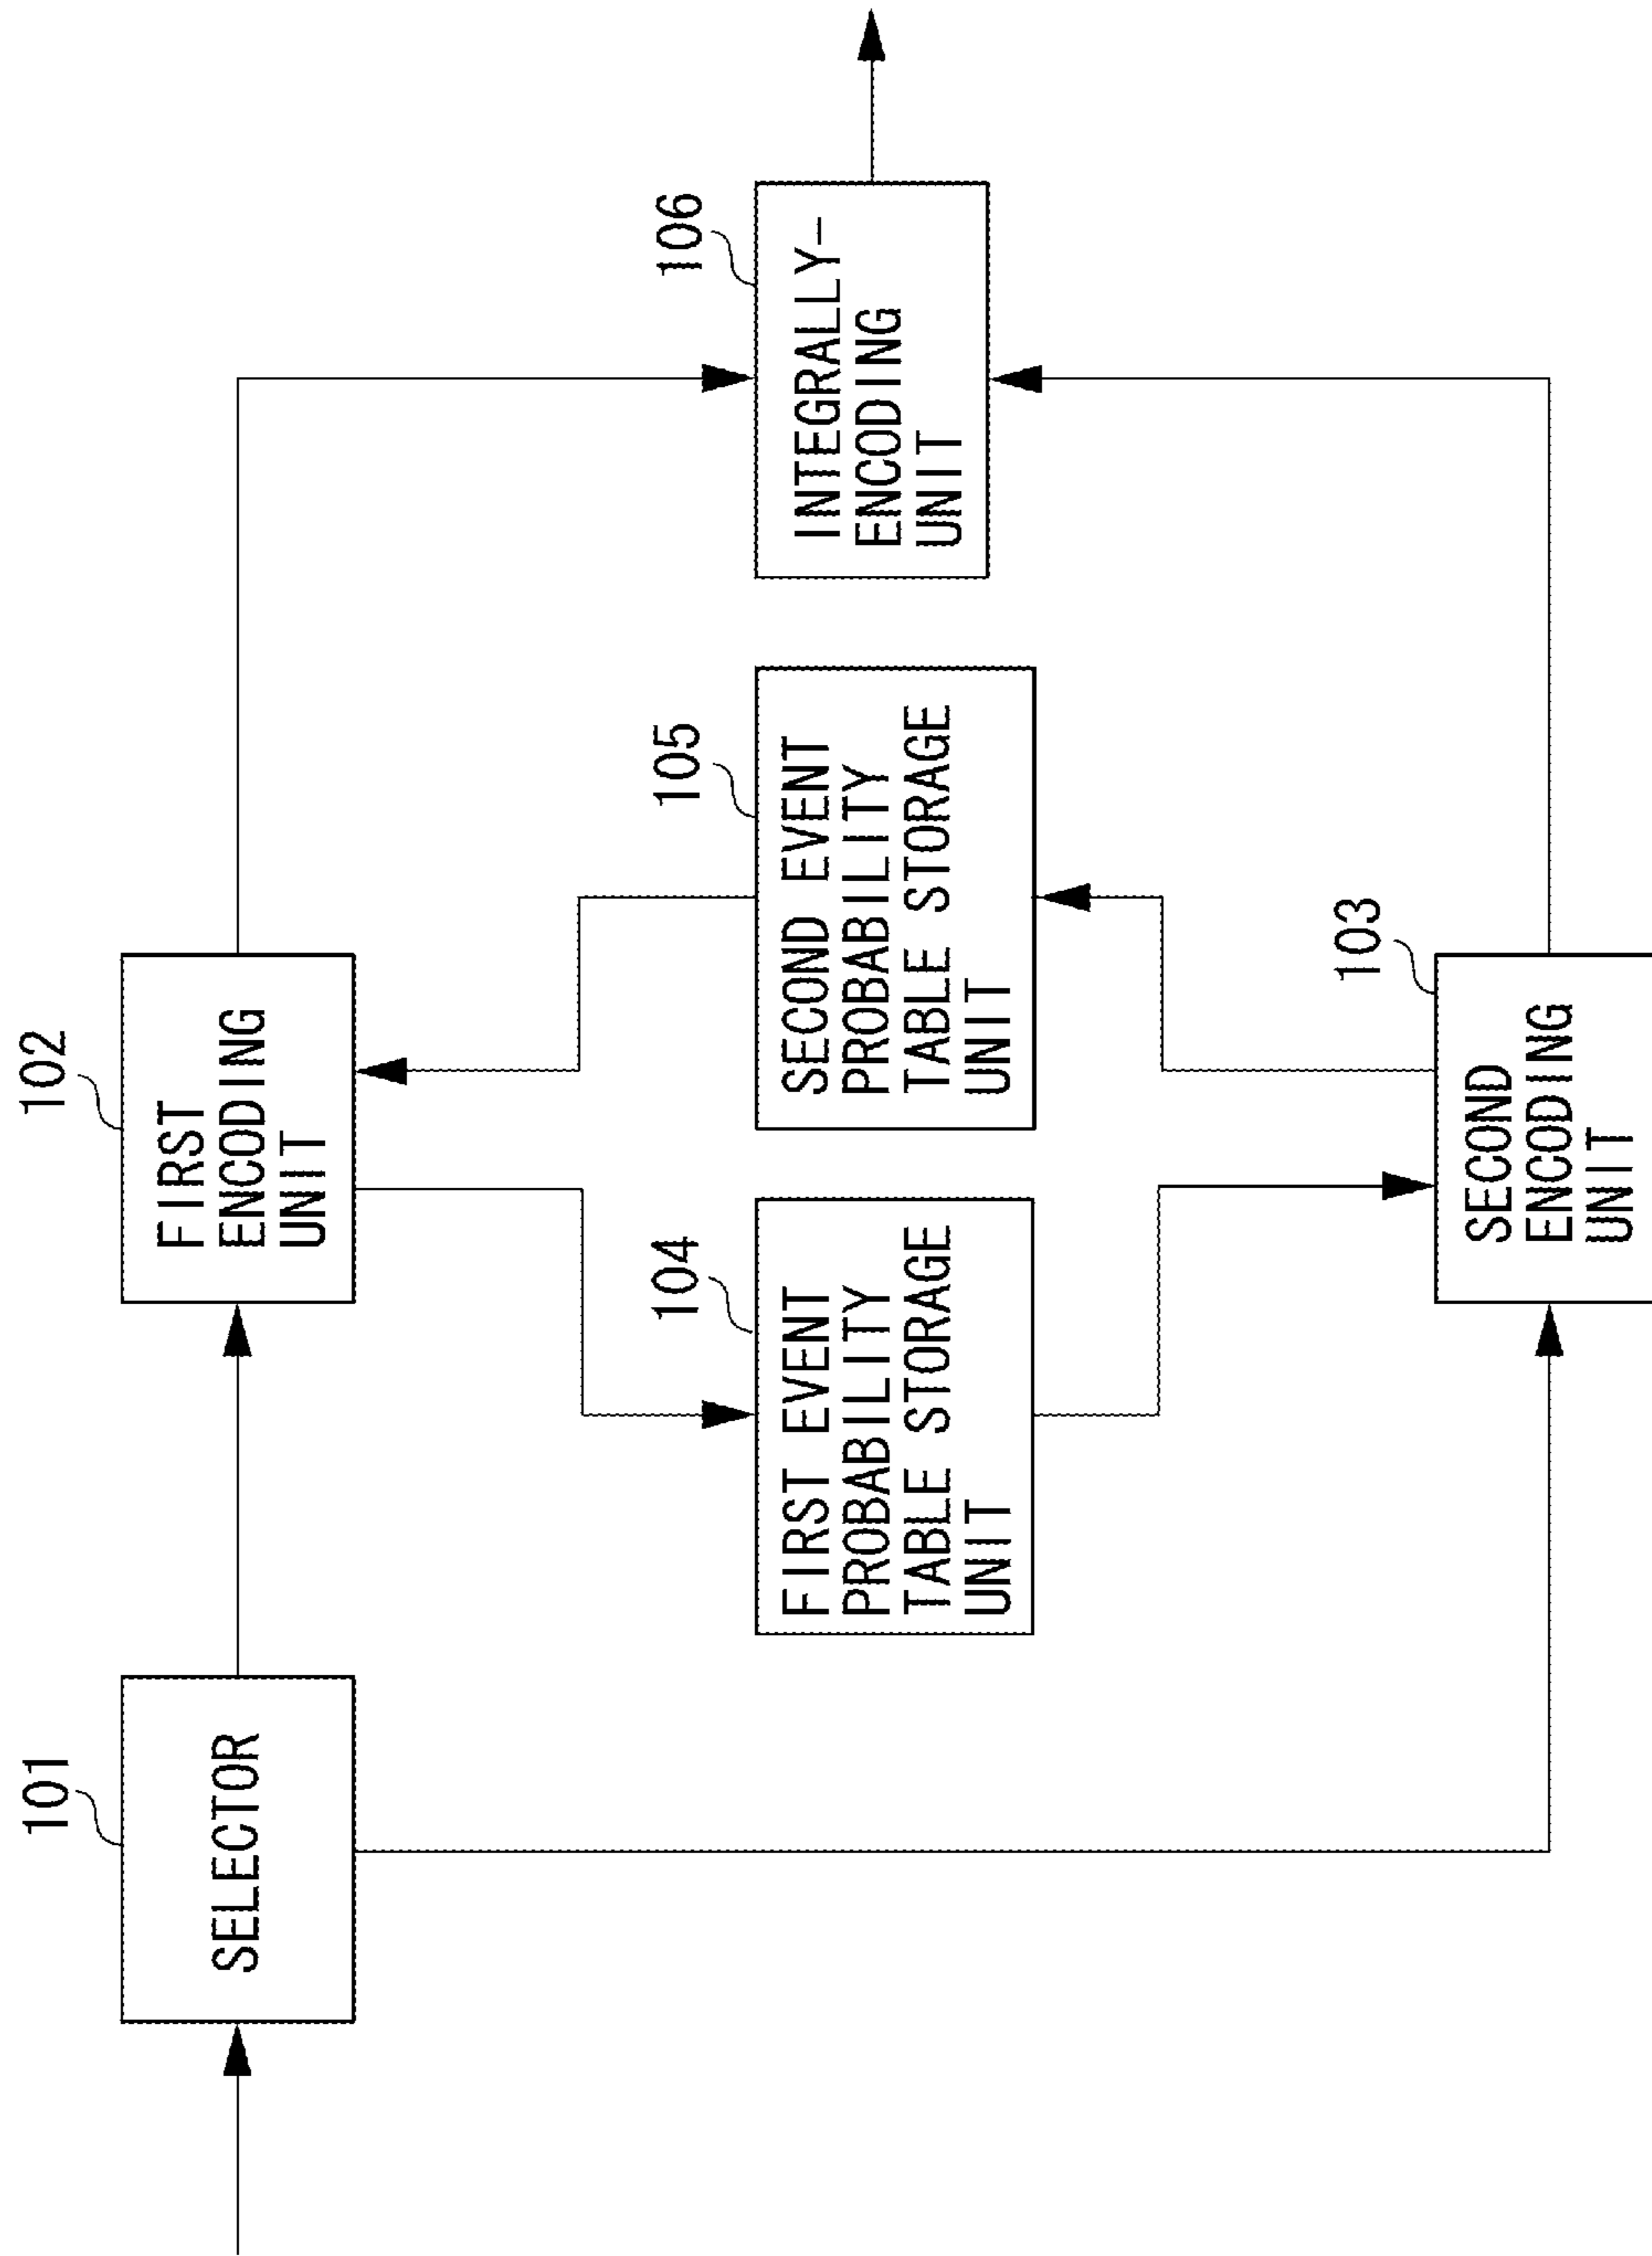 101
SELECTOR
102
FIRST
ENCODING
UNIT
104
FIRST EVENT
PROBABILITY
TABLE STORAGE
UNIT
105
SECOND EVENT
PROBABILITY
TABLE STORAGE
UNIT
106
INTEGRALLY-
ENCODING
UNIT
103
SECOND
ENCODING
UNIT